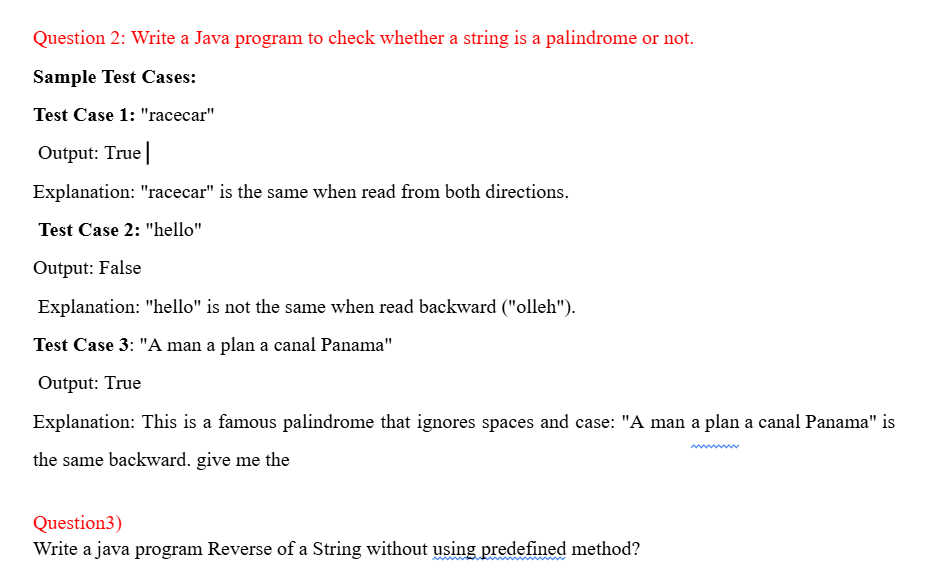 Question 2: Write a Java program to check whether a string is a palindrome or not.
Sample Test Cases:
Test Case 1: "racecar"
Output: True
Explanation: "racecar" is the same when read from both directions.
Test Case 2: "hello"
Output: False
Explanation: "hello" is not the same when read backward ("olleh").
Test Case 3: "A man a plan a canal Panama"
Output: True
Explanation: This is a famous palindrome that ignores spaces and case: "A man a plan a canal Panama" is
the same backward. give me the
Question3)
Write a java program Reverse of a String without using predefined method?